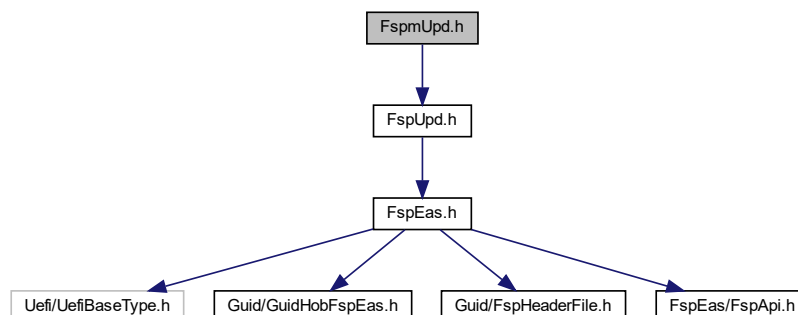 FspmUpd.h
FspUpd.h
FspEas.h
Uefi/UefiBaseType.h
Guid/GuidHobFspEas.h
Guid/FspHeaderFile.h
FspEas/FspApi.h